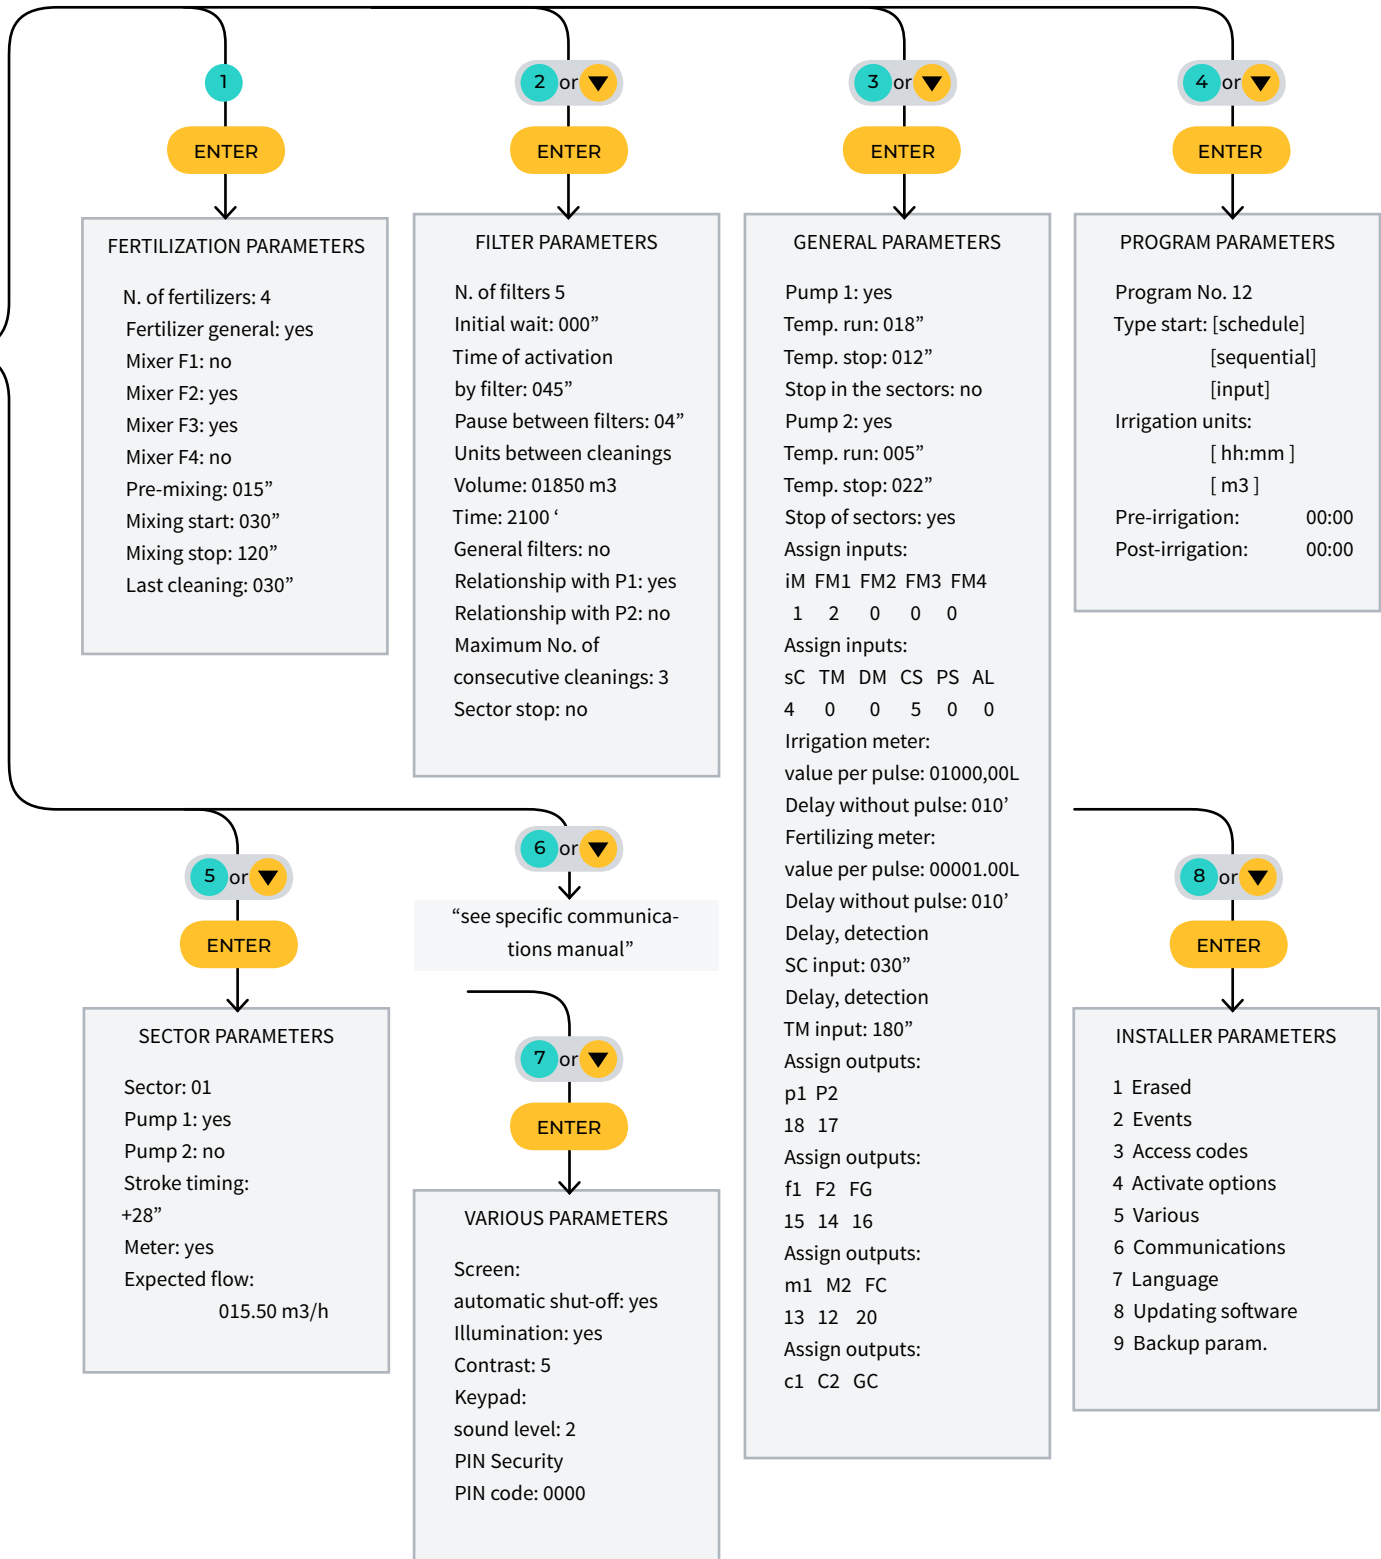 1
ENTER
FERTILIZATION PARAMETERS
N. of fertilizers: 4
Fertilizer general: yes
Mixer F1: no
Mixer F2: yes
Mixer F3: yes
Mixer F4: no
Pre-mixing: 015”
Mixing start: 030”
Mixing stop: 120”
Last cleaning: 030”
2 or
ENTER
FILTER PARAMETERS
N. of filters 5
Initial wait: 000”
Time of activation
by filter: 045”
Pause between filters: 04”
Units between cleanings
Volume: 01850 m3
Time: 2100 ‘
General filters: no
Relationship with P1: yes
Relationship with P2: no
Maximum No. of
consecutive cleanings: 3
Sector stop: no
3 or
ENTER
GENERAL PARAMETERS
Pump 1: yes
Temp. run: 018”
Temp. stop: 012”
Stop in the sectors: no
Pump 2: yes
Temp. run: 005”
Temp. stop: 022”
Stop of sectors: yes
Assign inputs:
iM FM1 FM2 FM3 FM4
1 2 0 0 0
Assign inputs:
sC TM DM CS PS AL
4 0 0 5 0 0
Irrigation meter:
value per pulse: 01000,00L
Delay without pulse: 010’
Fertilizing meter:
value per pulse: 00001.00L
Delay without pulse: 010’
Delay, detection
SC input: 030”
Delay, detection
TM input: 180”
Assign outputs:
p1 P2
18 17
Assign outputs:
f1 F2 FG
15 14 16
Assign outputs:
m1 M2 FC
13 12 20
Assign outputs:
c1 C2 GC
4 or
ENTER
PROGRAM PARAMETERS
Program No. 12
Type start: [schedule]
[sequential]
[input]
Irrigation units:
[ hh:mm ]
[ m3 ]
Pre-irrigation: 00:00
Post-irrigation: 00:00
5 or
ENTER
SECTOR PARAMETERS
Sector: 01
Pump 1: yes
Pump 2: no
Stroke timing:
+28”
Meter: yes
Expected flow:
015.50 m3/h
6 or
“see specific communica-
tions manual”
7 or
ENTER
VARIOUS PARAMETERS
Screen:
automatic shut-off: yes
Illumination: yes
Contrast: 5
Keypad:
sound level: 2
PIN Security
PIN code: 0000
8 or
ENTER
INSTALLER PARAMETERS
1 Erased
2 Events
3 Access codes
4 Activate options
5 Various
6 Communications
7 Language
8 Updating software
9 Backup param.